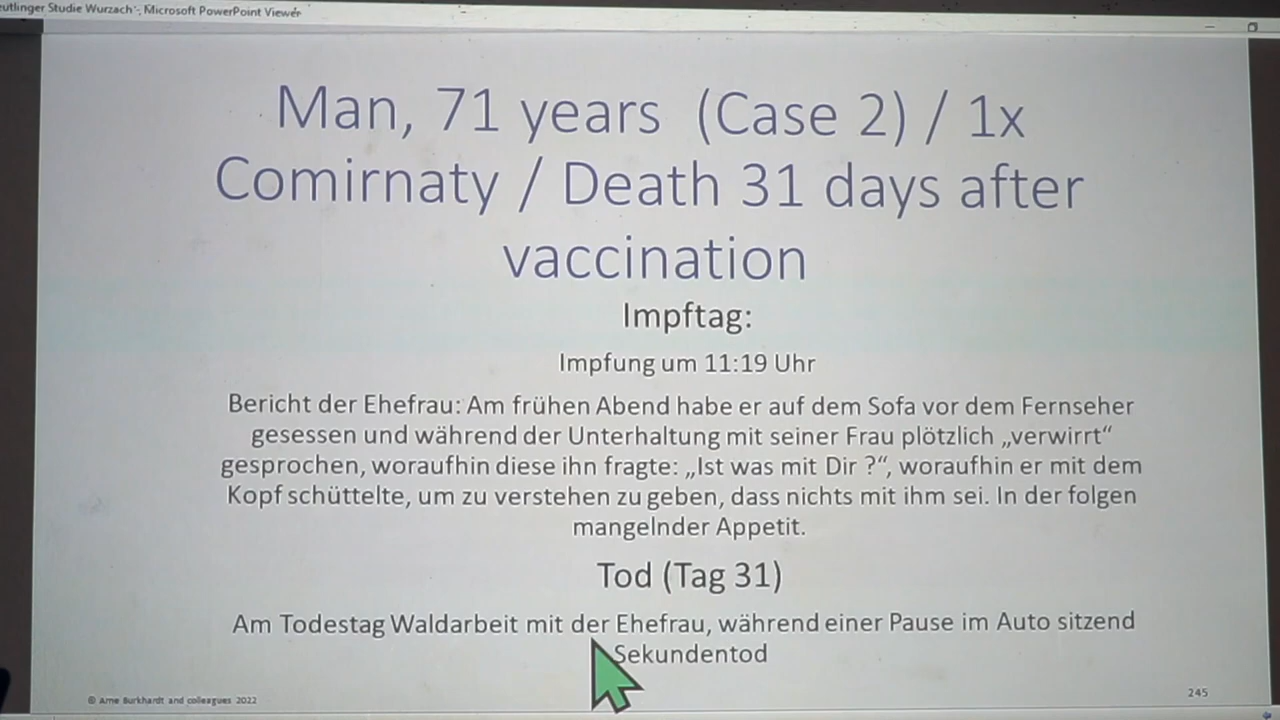 eutlinger Studie Wurzach - Microsoft PowerPoint Viewer
Man, 71 years (Case 2) / 1x
Comirnaty / Death 31 days after
vaccination
Impftag:
Impfung um 11:19 Uhr
Bericht der Ehefrau: Am frühen Abend habe er auf dem Sofa vor dem Fernseher
gesessen und während der Unterhaltung mit seiner Frau plötzlich „verwirrt“
gesprochen, woraufhin diese ihn fragte: „Ist was mit Dir ?“, woraufhin er mit dem
Kopf schüttelte, um zu verstehen zu geben, dass nichts mit ihm sei. In der folgen
mangelnder Appetit.
Tod (Tag 31)
Am Todestag Waldarbeit mit der Ehefrau, während einer Pause im Auto sitzend
Sekundentod
© Arne Burkhardt and colleagues 2022
245